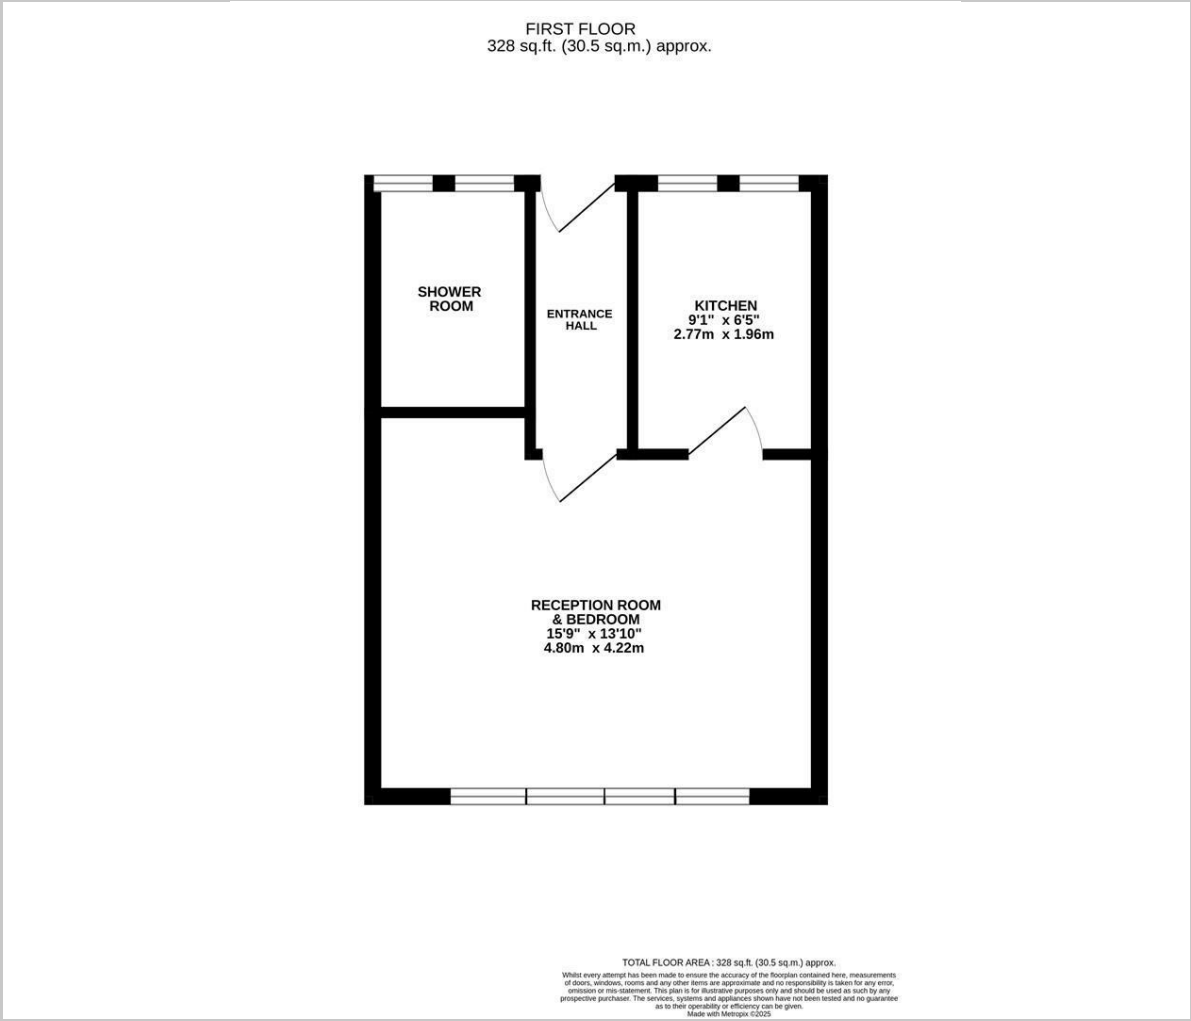 FIRST FLOOR
328 sq.ft. (30.5 sq.m.) approx.
SHOWER
ROOM
ENTRANCE
HALL
KITCHEN
9'1" x 6'5"
2.77m x 1.96m
RECEPTION ROOM
& BEDROOM
15'9" x 13'10"
4.80m x 4.22m
TOTAL FLOOR AREA : 328 sq.ft. (30.5 sq.m.) approx.
Whilst every attempt has been made to ensure the accuracy of the floorplan contained here, measurements
of doors, windows, rooms and any other items are approximate and no responsibility is taken for any error,
omission or mis-statement. This plan is for illustrative purposes only and should be used as such by any
prospective purchaser. The services, systems and appliances shown have not been tested and no guarantee
as to their operability or efficiency can be given.
Made with Metropix ©2025